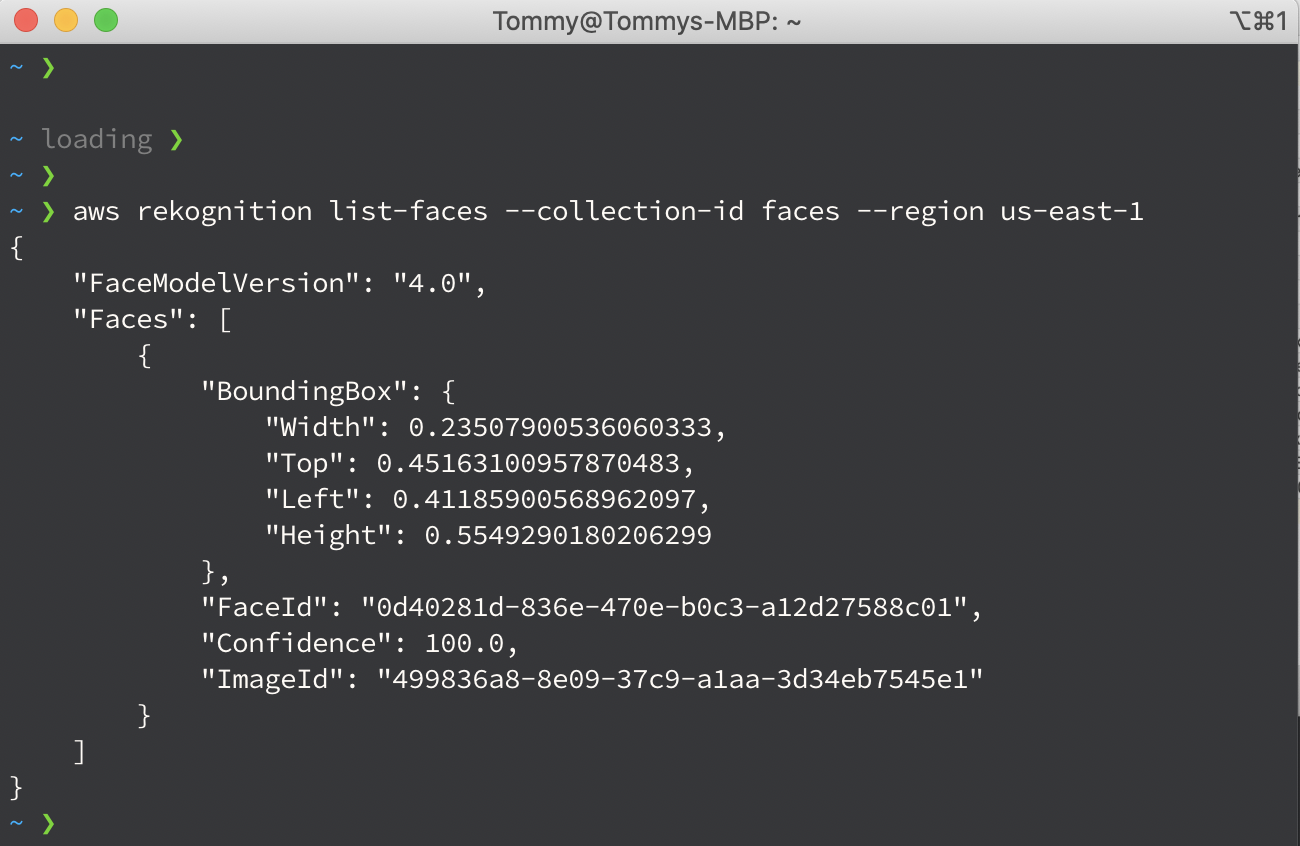 Tommy@Tommys-MBP: ~ ⌥⌘1
~ ❯
~ loading ❯
~ ❯
~ ❯ aws rekognition list-faces --collection-id faces --region us-east-1
{
    "FaceModelVersion": "4.0",
    "Faces": [
        {
            "BoundingBox": {
                "Width": 0.23507900536060333,
                "Top": 0.45163100957870483,
                "Left": 0.41185900568962097,
                "Height": 0.5549290180206299
            },
            "FaceId": "0d40281d-836e-470e-b0c3-a12d27588c01",
            "Confidence": 100.0,
            "ImageId": "499836a8-8e09-37c9-a1aa-3d34eb7545e1"
        }
    ]
}
~ ❯